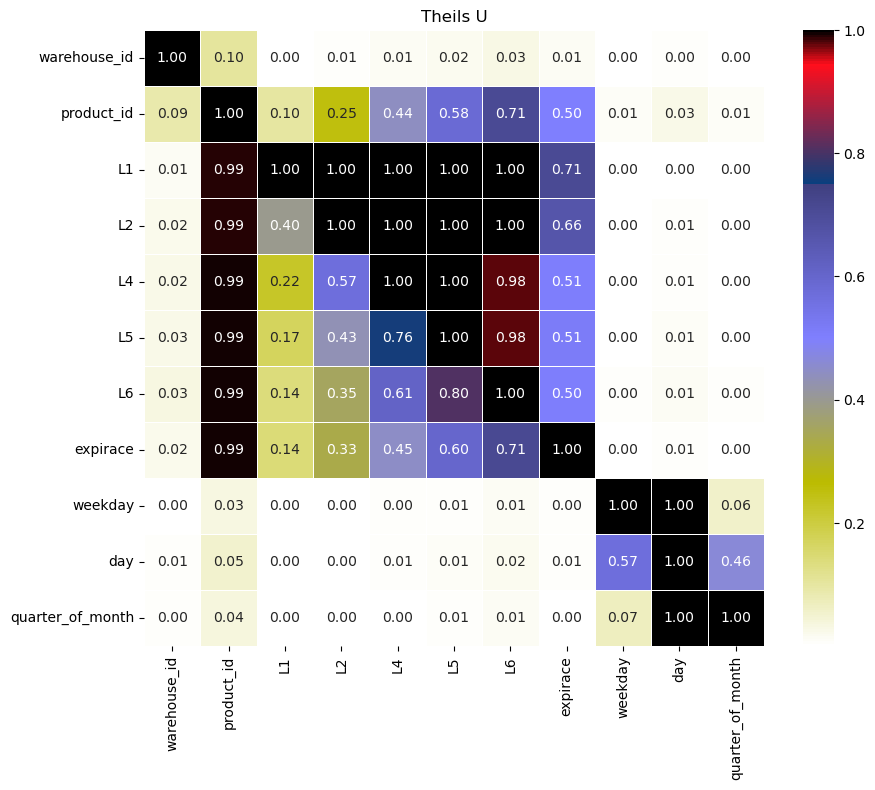 Theils U
warehouse_id 1.00 0.10 0.00 0.01 0.01 0.02 0.03 0.01 0.00 0.00 0.00
product_id 0.09 1.00 0.10 0.25 0.44 0.58 0.71 0.50 0.01 0.03 0.01
L1 0.01 0.99 1.00 1.00 1.00 1.00 1.00 0.71 0.00 0.00 0.00
L2 0.02 0.99 0.40 1.00 1.00 1.00 1.00 0.66 0.00 0.01 0.00
L4 0.02 0.99 0.22 0.57 1.00 1.00 0.98 0.51 0.00 0.01 0.00
L5 0.03 0.99 0.17 0.43 0.76 1.00 0.98 0.51 0.00 0.01 0.00
L6 0.03 0.99 0.14 0.35 0.61 0.80 1.00 0.50 0.00 0.01 0.00
expirace 0.02 0.99 0.14 0.33 0.45 0.60 0.71 1.00 0.00 0.01 0.00
weekday 0.00 0.03 0.00 0.00 0.00 0.01 0.01 0.00 1.00 1.00 0.06
day 0.01 0.05 0.00 0.00 0.01 0.01 0.02 0.01 0.57 1.00 0.46
quarter_of_month 0.00 0.04 0.00 0.00 0.00 0.01 0.01 0.00 0.07 1.00 1.00
warehouse_id product_id L1 L2 L4 L5 L6 expirace weekday day quarter_of_month
1.0
0.8
0.6
0.4
0.2